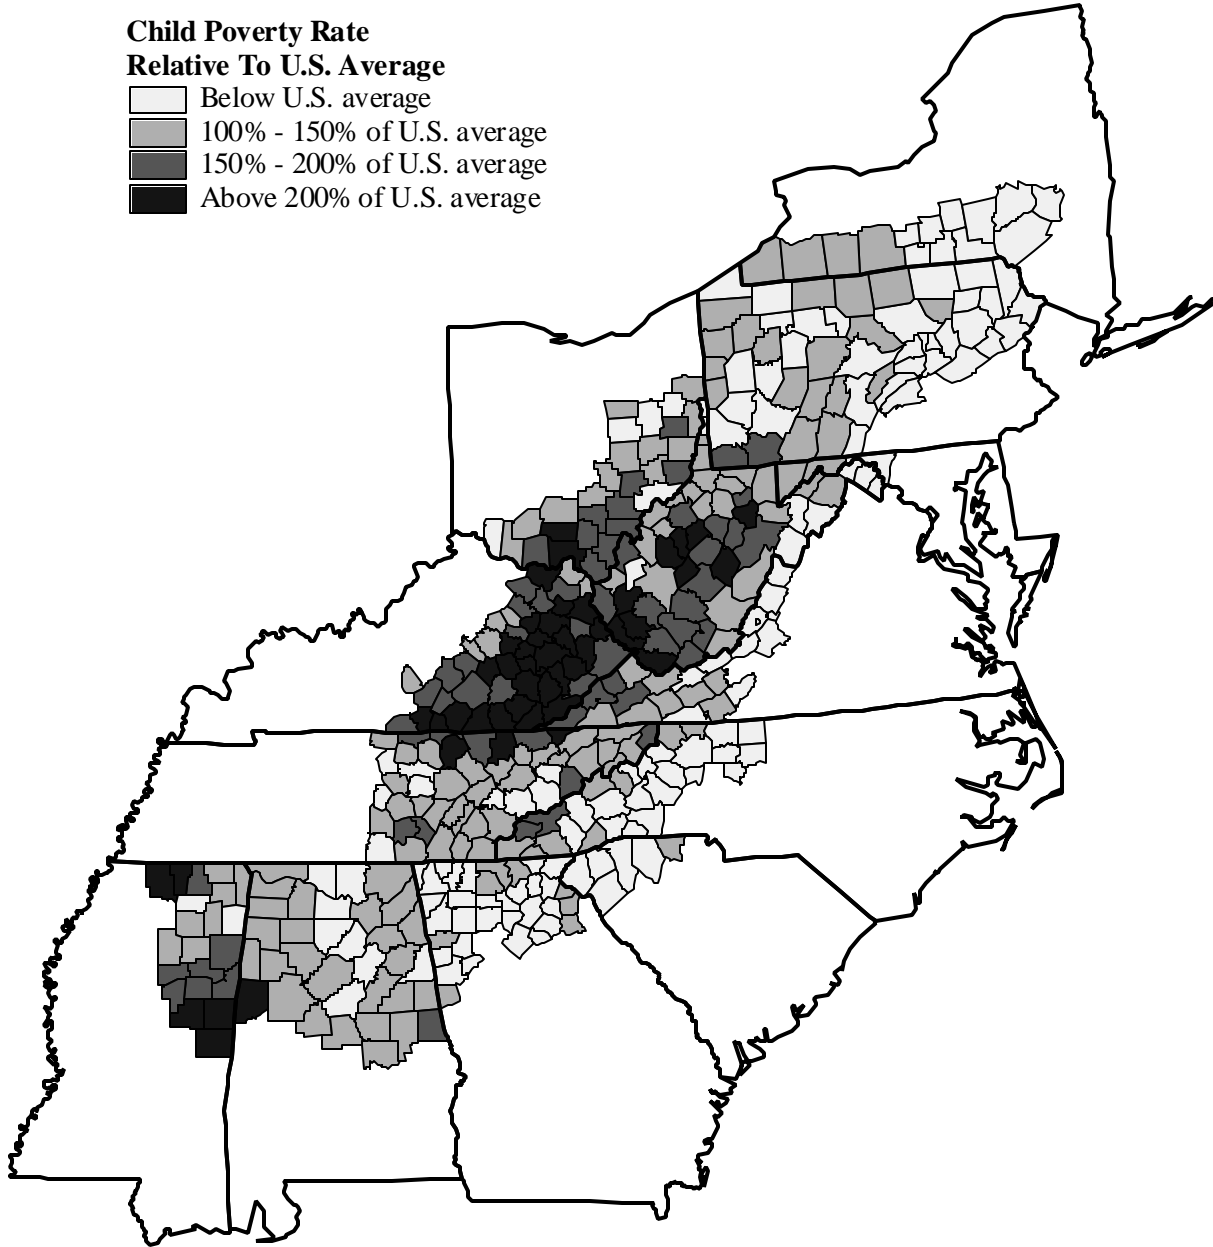 Child Poverty Rate
Relative To U.S. Average
Below U.S. average
100% - 150% of U.S. average
150% - 200% of U.S. average
Above 200% of U.S. average